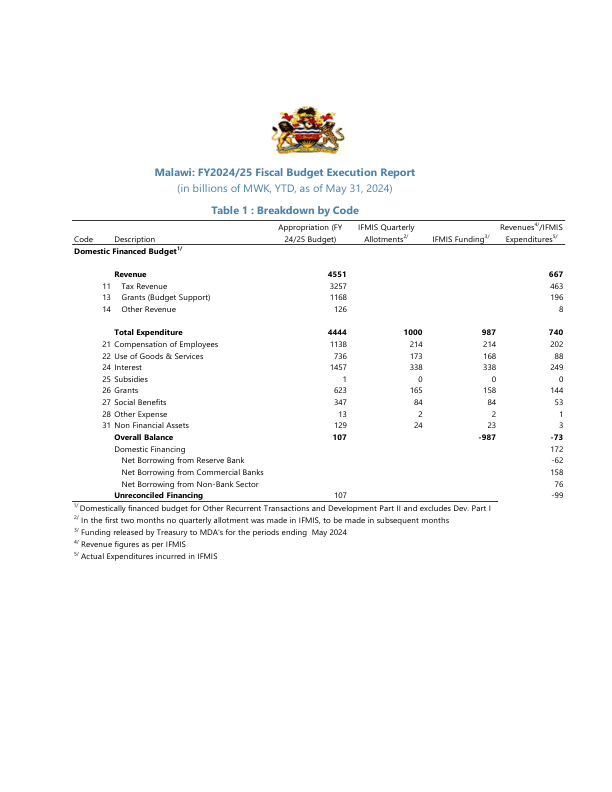 Malawi: FY2024/25 Fiscal Budget Execution Report
(in billions of MWK, YTD, as of May 31, 2024)
Table 1 : Breakdown by Code
Code Description Appropriation (FY 24/25 Budget) IFMIS Quarterly Allotments2/ IFMIS Funding3/ Revenues4/ /IFMIS Expenditures5/
Domestic Financed Budget1/
Revenue 4551 667
11 Tax Revenue 3257 463
13 Grants (Budget Support) 1168 196
14 Other Revenue 126 8
Total Expenditure 4444 1000 987 740
21 Compensation of Employees 1138 214 214 202
22 Use of Goods & Services 736 173 168 88
24 Interest 1457 338 338 249
25 Subsidies 1 0 0 0
26 Grants 623 165 158 144
27 Social Benefits 347 84 84 53
28 Other Expense 13 2 2 1
31 Non Financial Assets 129 24 23 3
Overall Balance 107 -987 -73
Domestic Financing 172
Net Borrowing from Reserve Bank -62
Net Borrowing from Commercial Banks 158
Net Borrowing from Non-Bank Sector 76
Unreconciled Financing 107 -99
1/ Domestically financed budget for Other Recurrent Transactions and Development Part II and excludes Dev. Part I
2/ In the first two months no quarterly allotment was made in IFMIS, to be made in subsequent months
3/ Funding released by Treasury to MDA's for the periods ending May 2024
4/ Revenue figures as per IFMIS
5/ Actual Expenditures incurred in IFMIS